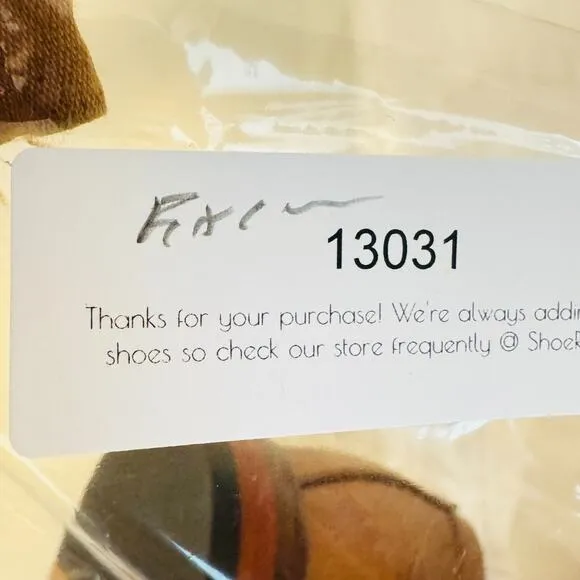 13031
Thanks for your purchase! We're always addin
shoes so check our store frequently @ ShoeR